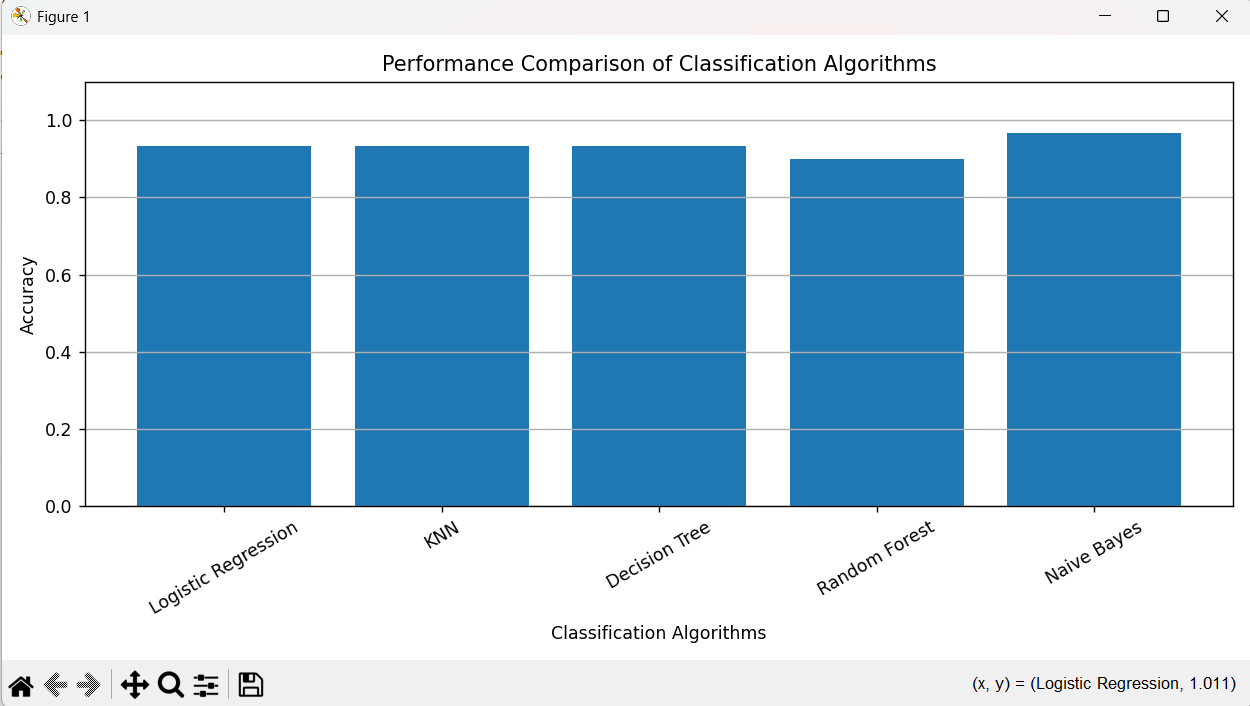 Figure 1
Performance Comparison of Classification Algorithms
1.0
0.8
0.6
0.4
0.2
0.0
Accuracy
Logistic Regression
KNN
Decision Tree
Random Forest
Naive Bayes
Classification Algorithms
(x, y) = (Logistic Regression, 1.011)